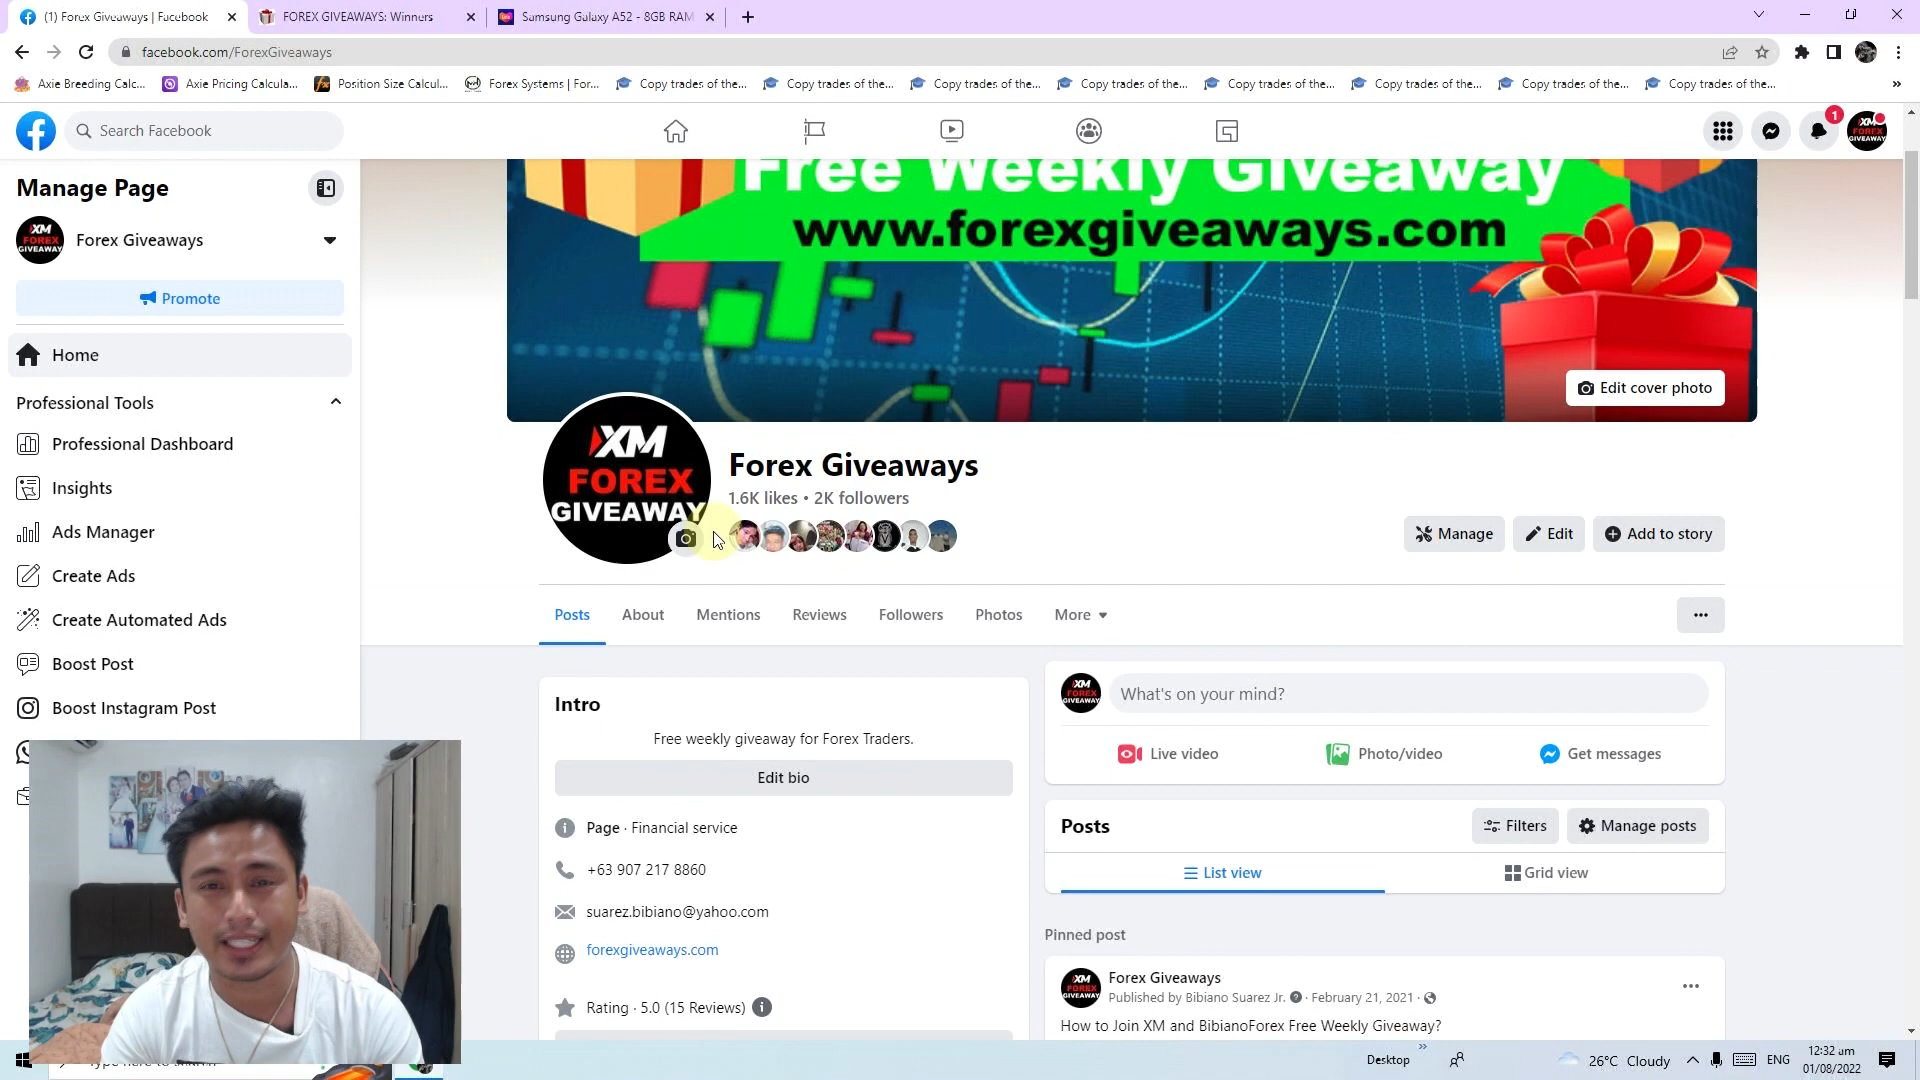 (1) Forex Giveaways | Facebook
FOREX GIVEAWAYS: Winners
Samsung Galaxy A52 - 8GB RAM
facebook.com/ForexGiveaways
Axie Breeding Calc...
Axie Pricing Calcula...
Position Size Calcul...
Forex Systems | For...
Copy trades of the...
Copy trades of the...
Copy trades of the...
Copy trades of the...
Copy trades of the...
Copy trades of the...
Copy trades of the...
Copy trades of the...
Search Facebook
1
Manage Page
Forex Giveaways
Promote
Home
Professional Tools
Professional Dashboard
Insights
Ads Manager
Create Ads
Create Automated Ads
Boost Post
Boost Instagram Post
Free Weekly Giveaway
www.forexgiveaways.com
Edit cover photo
XM
FOREX
GIVEAWAY
Forex Giveaways
1.6K likes • 2K followers
Manage
Edit
Add to story
Posts
About
Mentions
Reviews
Followers
Photos
More
Intro
Free weekly giveaway for Forex Traders.
Edit bio
Page · Financial service
+63 907 217 8860
suarez.bibiano@yahoo.com
forexgiveaways.com
Rating · 5.0 (15 Reviews)
What's on your mind?
Live video
Photo/video
Get messages
Posts
Filters
Manage posts
List view
Grid view
Pinned post
Forex Giveaways
Published by Bibiano Suarez Jr. · February 21, 2021 ·
How to Join XM and BibianoForex Free Weekly Giveaway?
Desktop
26°C Cloudy
ENG
12:32 am
01/08/2022